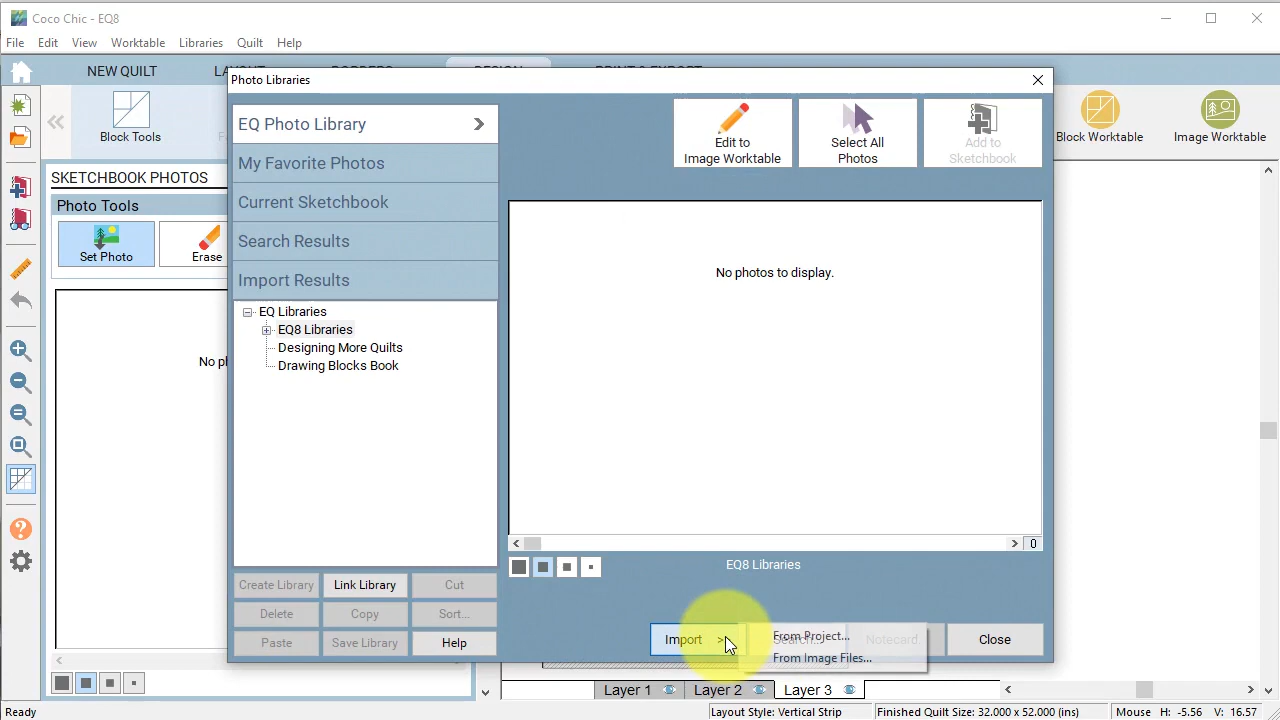 Coco Chic - EQ8
File Edit View Worktable Libraries Quilt Help
NEW QUILT
Photo Libraries
Block Tools
Block Worktable
Image Worktable
SKETCHBOOK PHOTOS
Photo Tools
Set Photo
Erase
EQ Photo Library
My Favorite Photos
Current Sketchbook
Search Results
Import Results
EQ Libraries
EQ8 Libraries
Designing More Quilts
Drawing Blocks Book
Create Library Link Library Cut
Delete Copy Sort...
Paste Save Library Help
Edit to
Image Worktable
Select All
Photos
Add to
Sketchbook
No photos to display.
0
EQ8 Libraries
Import >
From Project...
From Image Files...
Search...
Notecard
Close
Layer 1 Layer 2 Layer 3
Ready
Layout Style: Vertical Strip Finished Quilt Size: 32.000 x 52.000 (ins) Mouse H: -5.56 V: 16.57